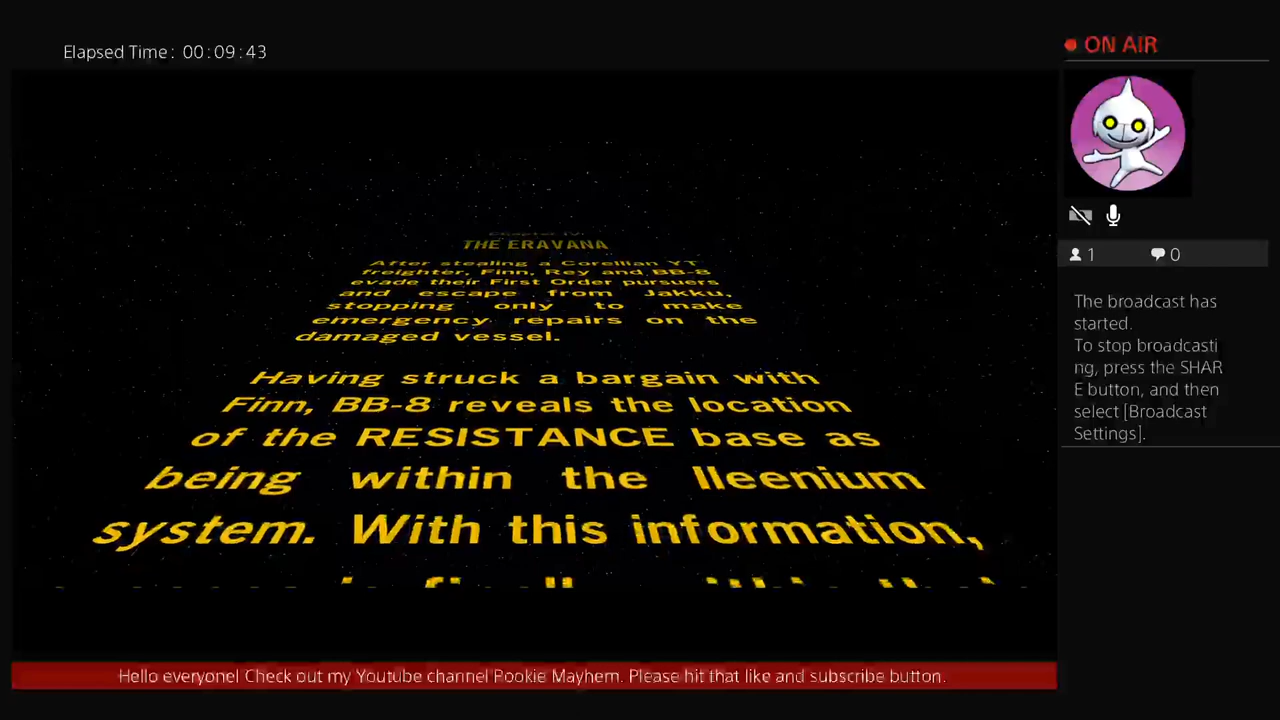 Elapsed Time: 00:09:43
ON AIR
1
0
The broadcast has
started.
To stop broadcasti
ng, press the SHAR
E button, and then
select [Broadcast
Settings].
Chapter IV:
THE ERAVANA
After stealing a Corellian YT
freighter, Finn, Rey and BB-8
evade their First Order pursuers
and escape from Jakku,
stopping only to make
emergency repairs on the
damaged vessel.
Having struck a bargain with
Finn, BB-8 reveals the location
of the RESISTANCE base as
being within the Ileenium
system. With this information,
Hello everyone! Check out my Youtube channel Pookie Mayhem. Please hit that like and subscribe button.